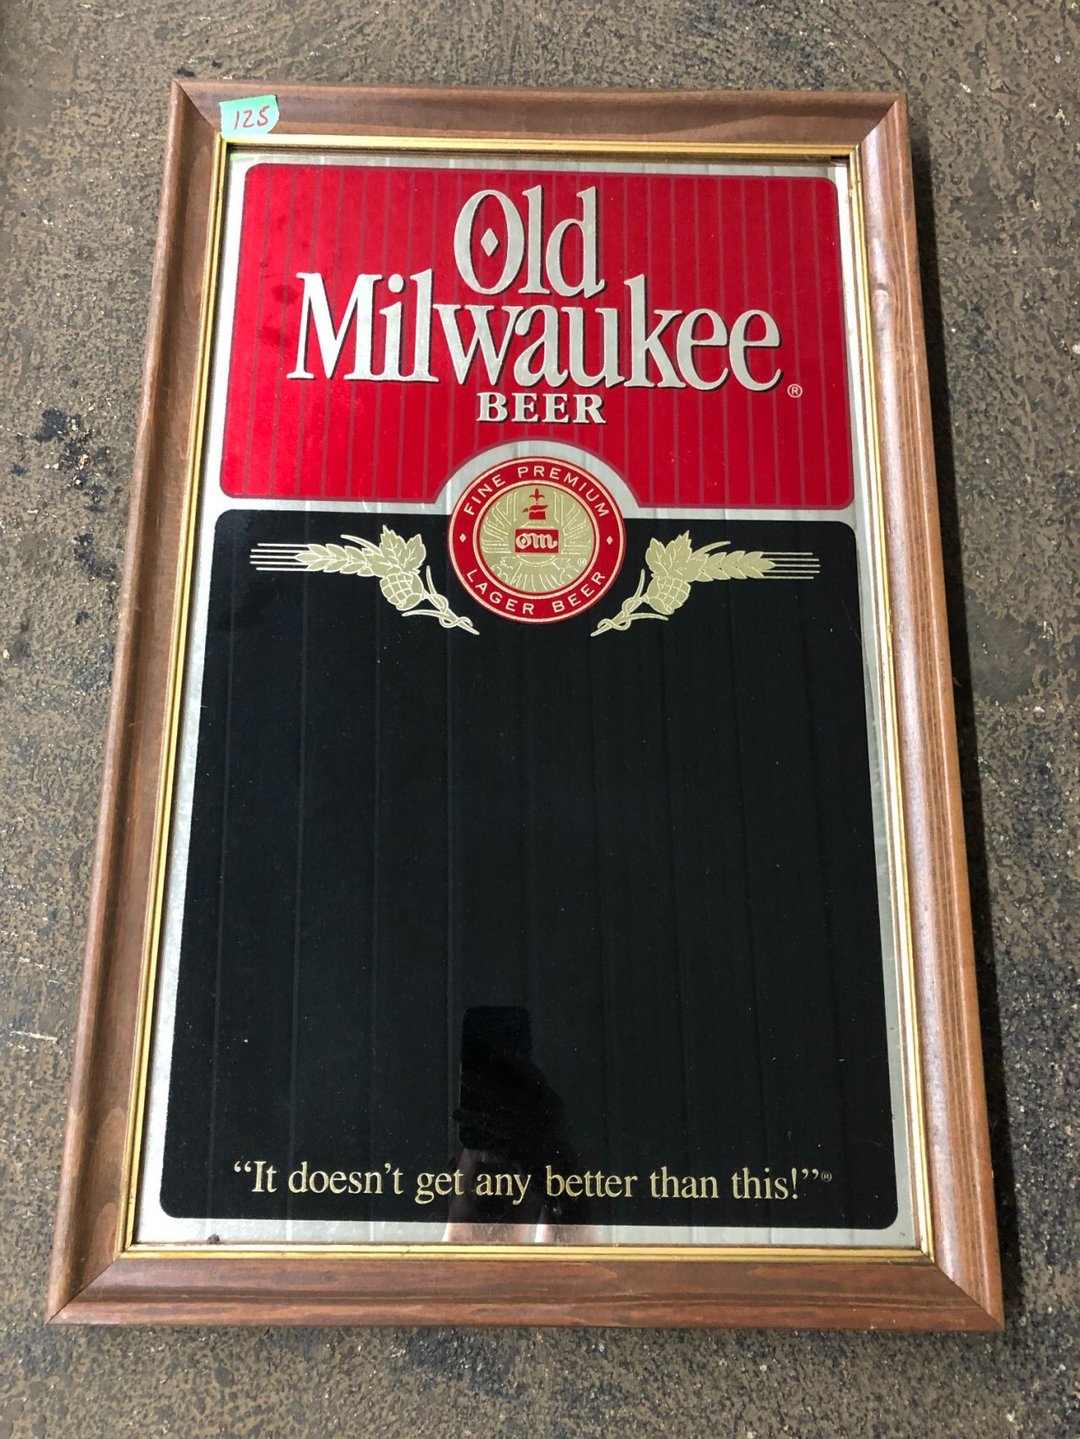 125
Old
Milwaukee®
BEER
FINE PREMIUM
om
LAGER BEER
“It doesn’t get any better than this!”